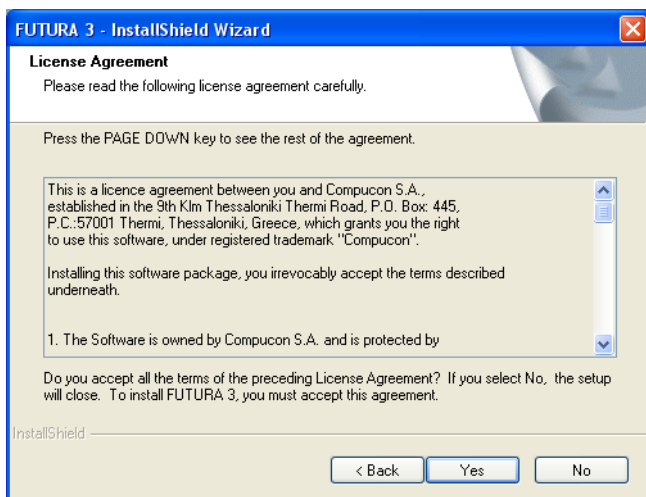 FUTURA 3 - InstallShield Wizard
License Agreement
Please read the following license agreement carefully.
Press the PAGE DOWN key to see the rest of the agreement.
This is a licence agreement between you and Compucon S.A.,
established in the 9th Klm Thessaloniki Thermi Road, P.O. Box: 445,
P.C.:57001 Thermi, Thessaloniki, Greece, which grants you the right
to use this software, under registered trademark "Compucon".
Installing this software package, you irrevocably accept the terms described
underneath.
1. The Software is owned by Compucon S.A. and is protected by
Do you accept all the terms of the preceding License Agreement? If you select No, the setup
will close. To install FUTURA 3, you must accept this agreement.
InstallShield
< Back Yes No